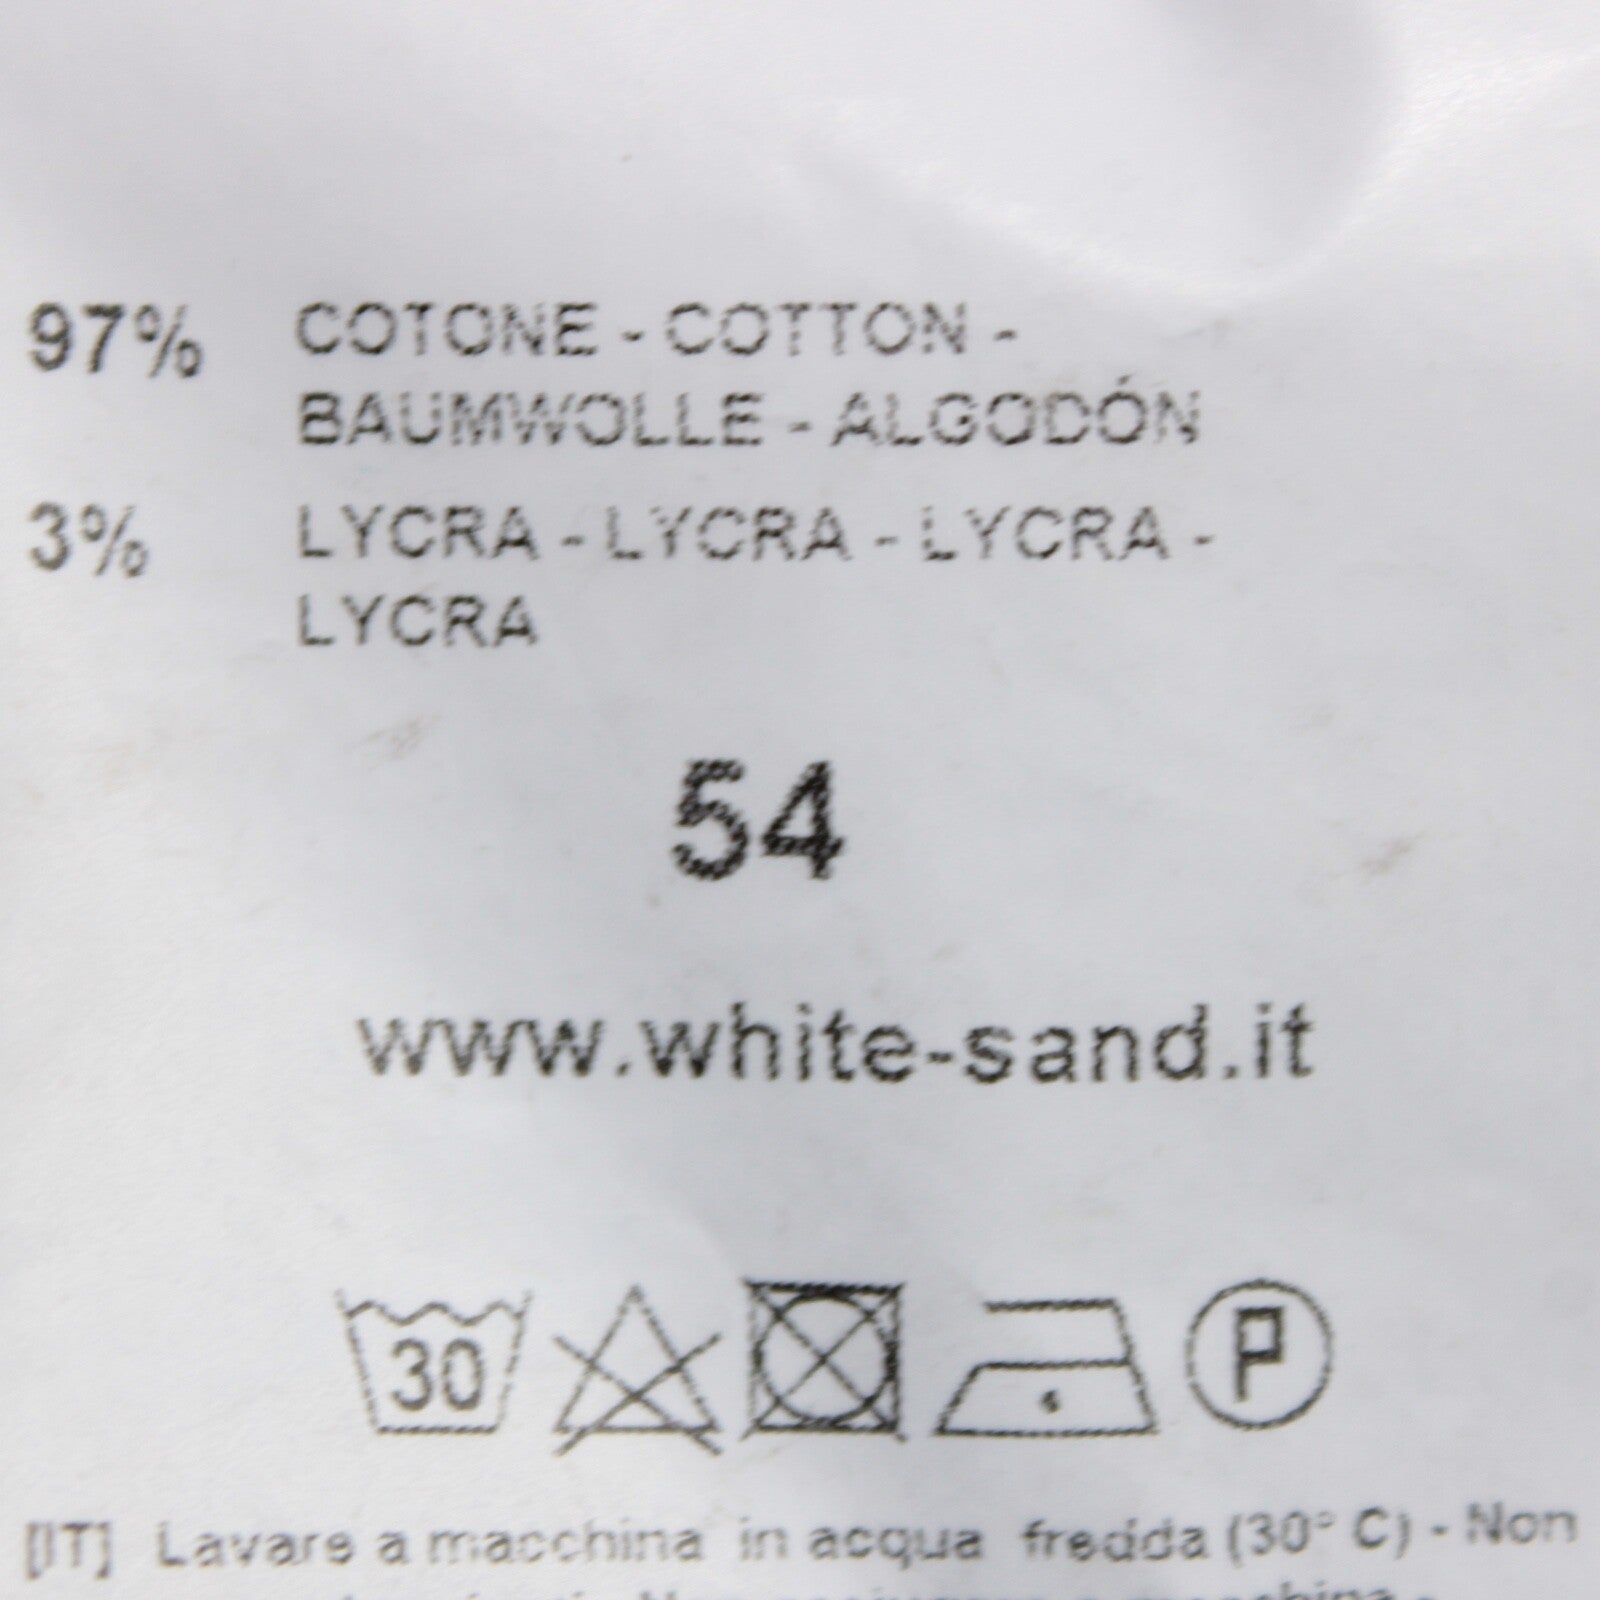 97% COTONE - COTTON -
BAUMWOLLE - ALGODÓN
3% LYCRA - LYCRA - LYCRA -
LYCRA
54
www.white-sand.it
30 P
[IT] Lavare a macchina in acqua fredda (30° C) - Non